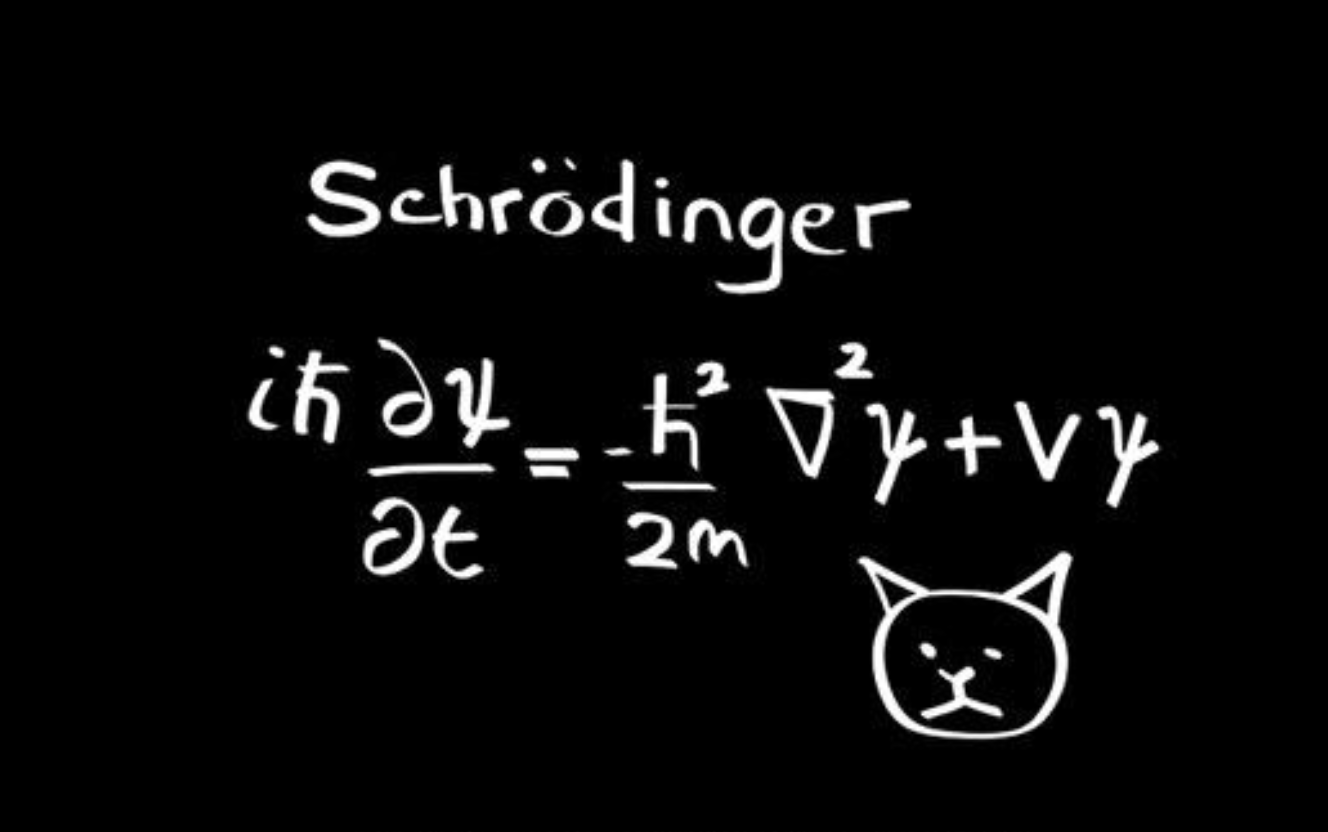 Schrödinger
iħ ∂ψ/∂t = -ħ²/2m ∇²ψ + Vψ